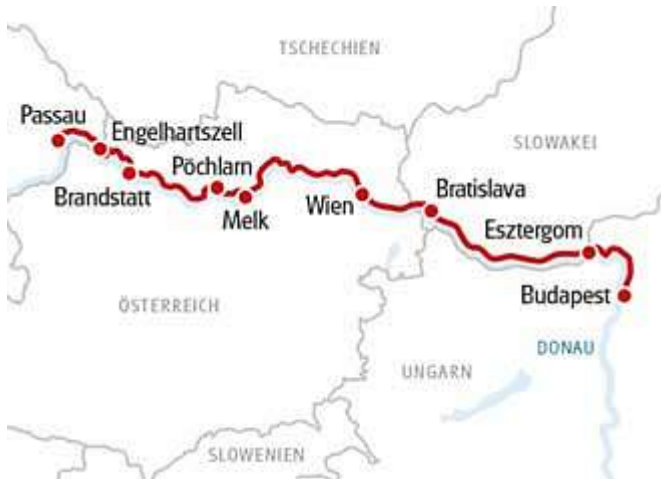 TSCHECHIEN
Passau
Engelhartszell
SLOWAKEI
Pöchlarn
Brandstatt
Melk
Wien
Bratislava
Esztergom
Budapest
ÖSTERREICH
DONAU
UNGARN
SLOWENIEN